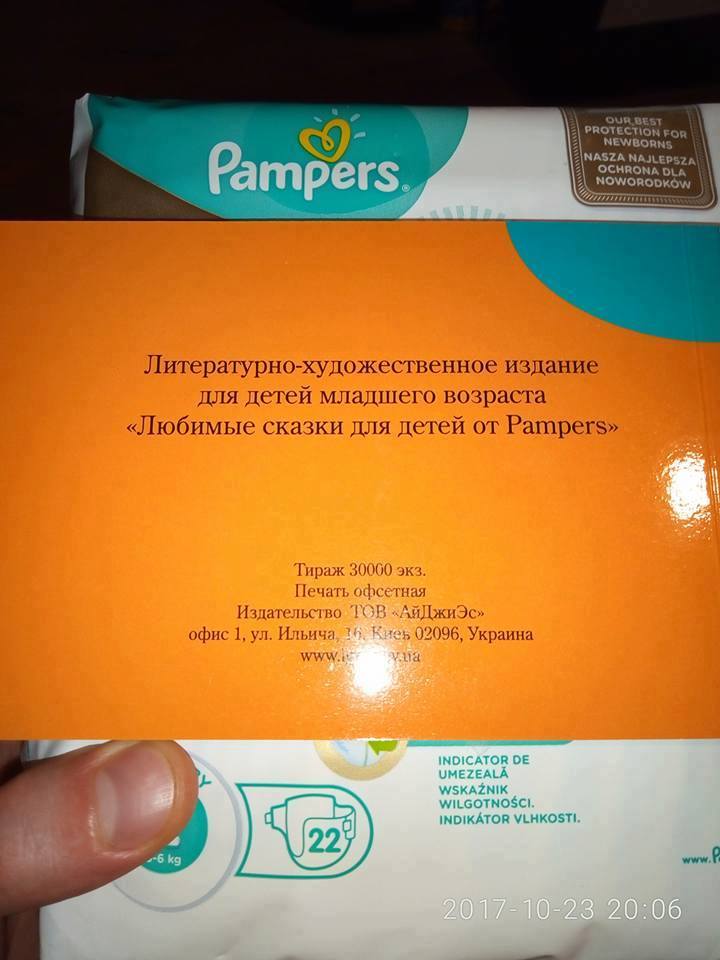 Pampers®
OUR BEST
PROTECTION FOR
NEWBORNS
NASZA NAJLEPSZA
OCHRONA DLA
NOWORODKÓW
Литературно-художественное издание
для детей младшего возраста
«Любимые сказки для детей от Pampers»
Тираж 30000 экз.
Печать офсетная
Издательство ТОВ «АйДжиЭс»
офис 1, ул. Ильича, 16, Киев 02096, Украина
INDICATOR DE
UMEZEALĂ
WSKAŹNIK
WILGOTNOŚCI.
INDIKÁTOR VLHKOSTI.
22
-6 kg
2017-10-23 20:06